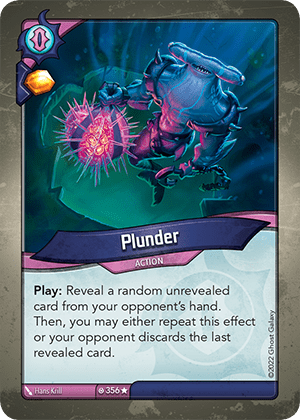 Plunder
ACTION
Play: Reveal a random unrevealed
card from your opponent's hand.
Then, you may either repeat this effect
or your opponent discards the last
revealed card.
©2022 Ghost Galaxy
Hans Krill
356★